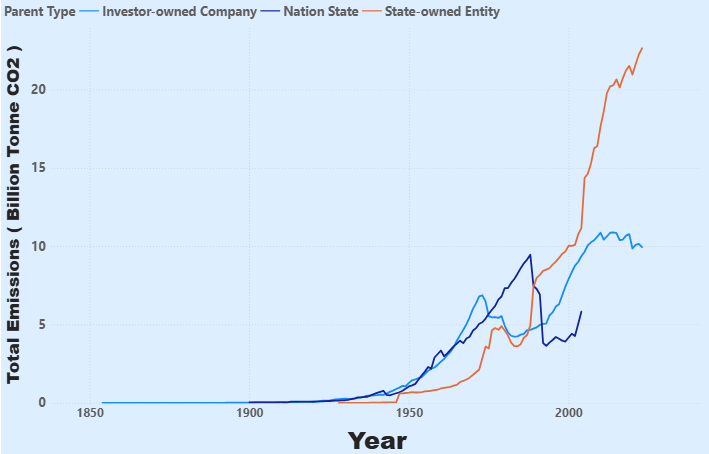 Parent Type Investor-owned Company Nation State State-owned Entity
Total Emissions ( Billion Tonne CO2 )
20
15
10
5
0
1850 1900 1950 2000
Year